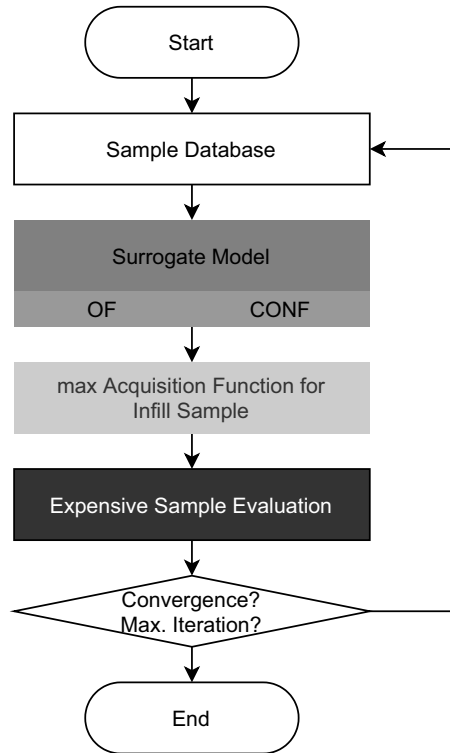 Start
Sample Database
Surrogate Model
OF CONF
max Acquisition Function for
Infill Sample
Expensive Sample Evaluation
Convergence?
Max. Iteration?
End